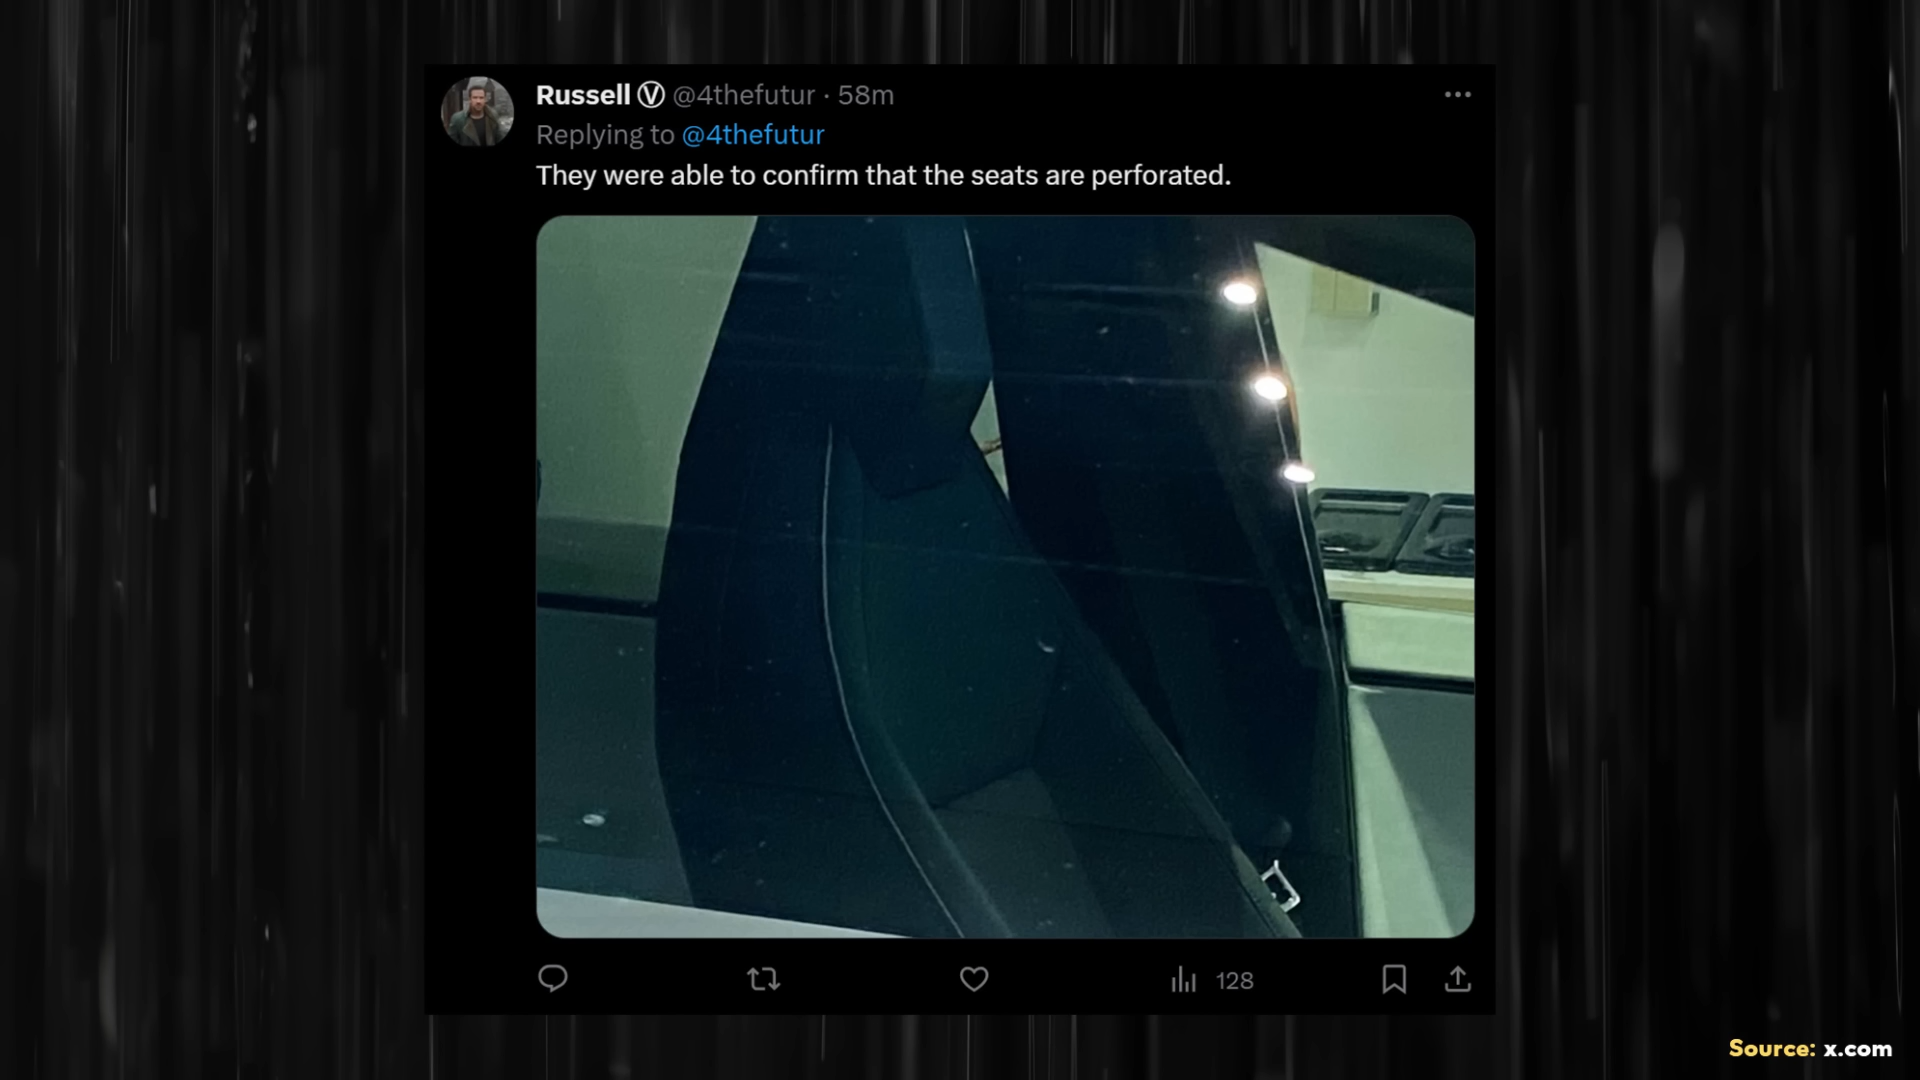 Russell Ⓥ @4thefutur · 58m
Replying to @4thefutur
They were able to confirm that the seats are perforated.
128
Source: x.com